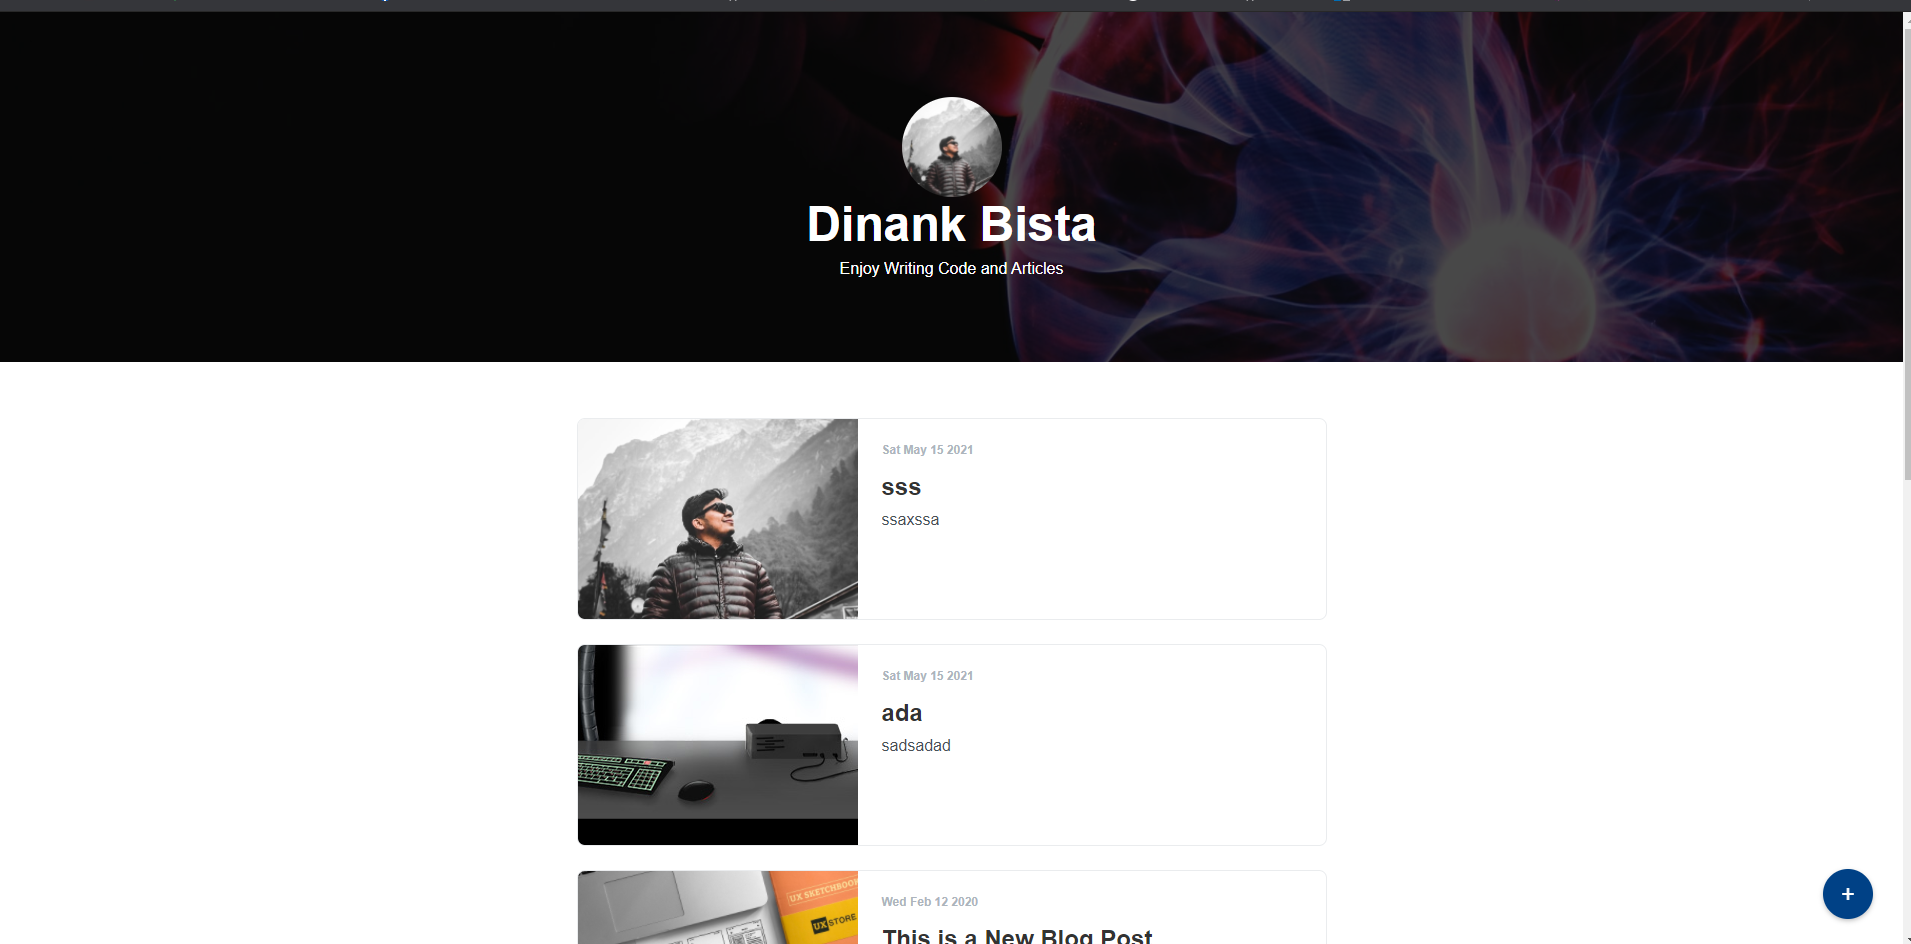 Dinank Bista
Enjoy Writing Code and Articles
Sat May 15 2021
sss
ssaxssa
Sat May 15 2021
ada
sadsadad
UX SKETCHBOOK
UX STORE
Wed Feb 12 2020
This is a New Blog Post
+